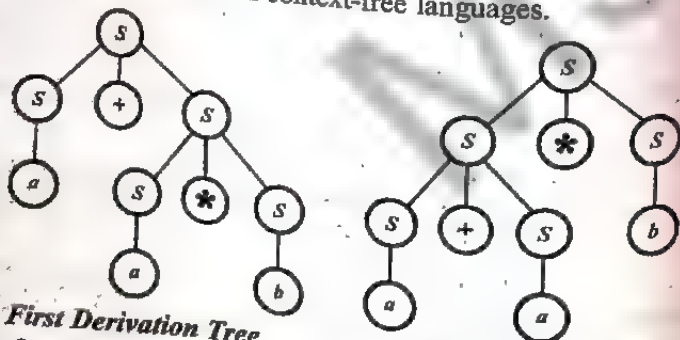 context-free languages.
S S
S + S S * S
a S * S S + S b
a b a a
First Derivation Tree